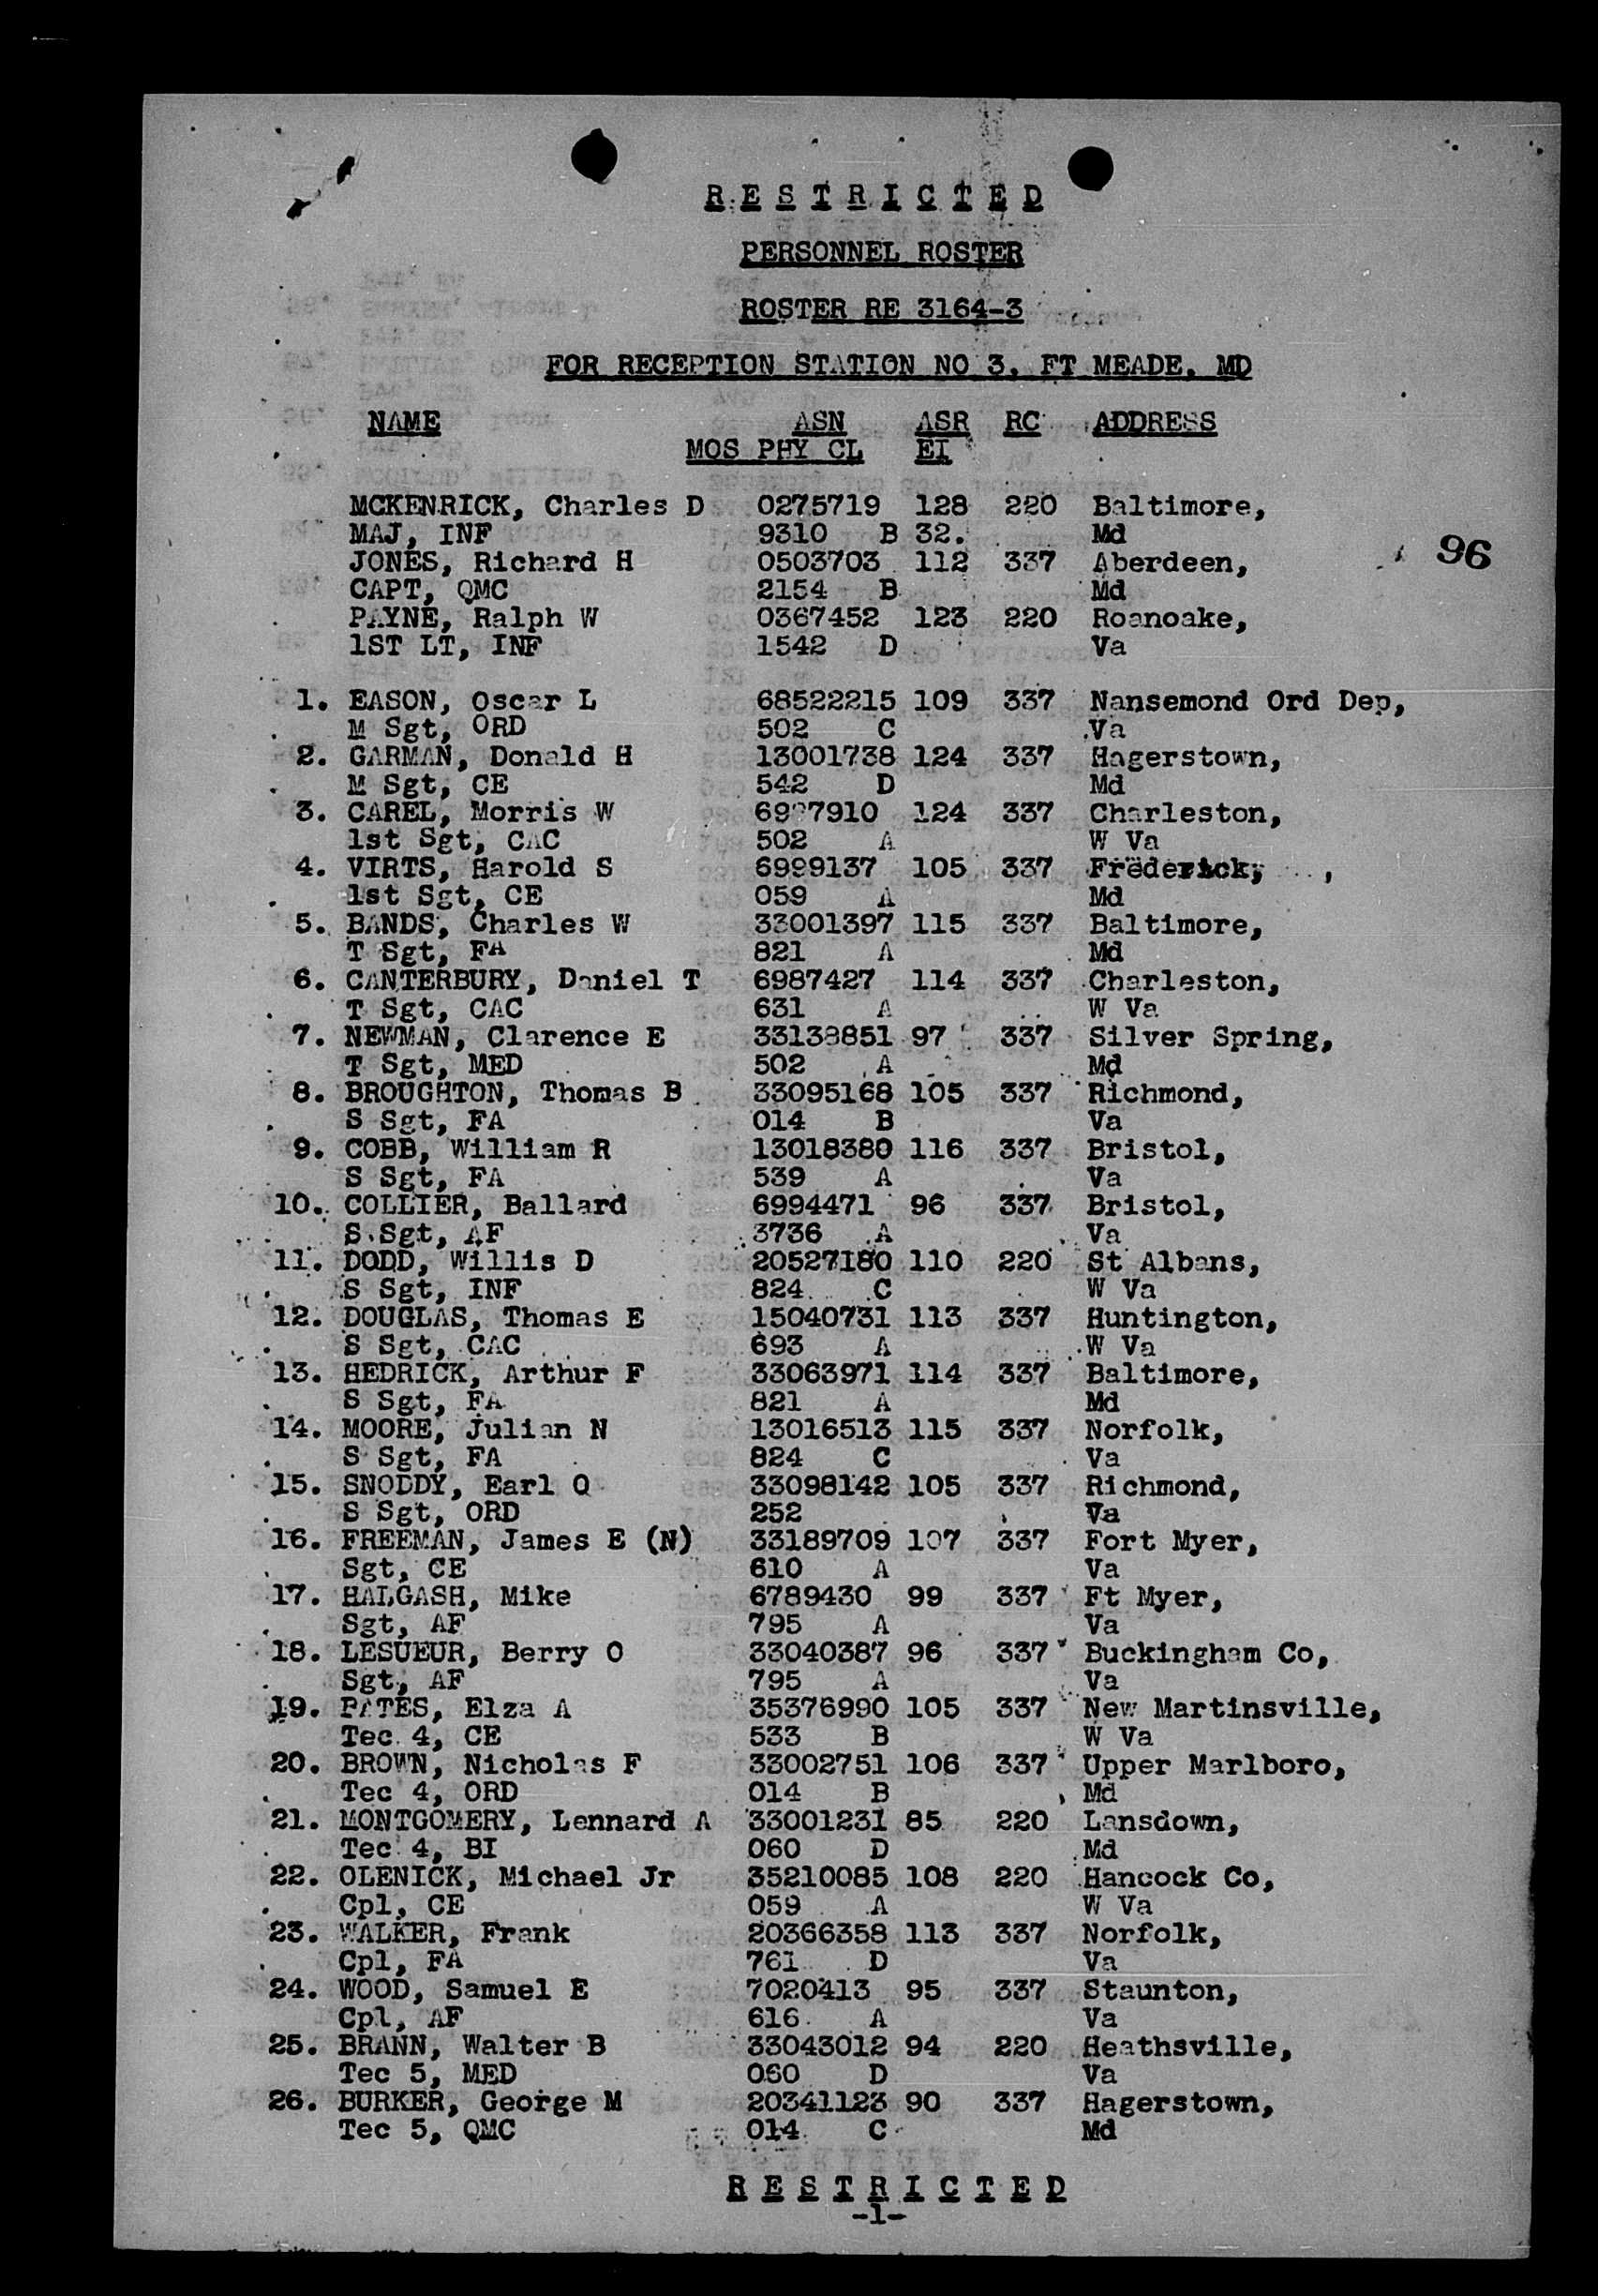 R E S T R I C T E D
PERSONNEL ROSTER
ROSTER RE 3164-3
FOR RECEPTION STATION NO 3, FT MEADE, MD
NAME ASN ASR RC ADDRESS
MOS PHY CL EI
MCKENRICK, Charles D 0275719 128 220 Baltimore,
MAJ, INF 9310 B 32. Md
JONES, Richard H 0503703 112 337 Aberdeen,
96
CAPT, QMC 2154 B Md
PAYNE, Ralph W 0367452 123 220 Roanoake,
1ST LT, INF 1542 D Va
1. EASON, Oscar L 68522215 109 337 Nansemond Ord Dep,
M Sgt, ORD 502 C Va
2. GARMAN, Donald H 13001738 124 337 Hagerstown,
M Sgt, CE 542 D Md
3. CAREL, Morris W 124 337 Charleston,
1st Sgt, CAC 502 A W Va
4. VIRTS, Harold S 6999137 105 337 Frederick, ,
1st Sgt, CE 059 A Md
5. BANDS, Charles W 33001397 115 337 Baltimore,
T Sgt, FA 821 A Md
6. CANTERBURY, Daniel T 6987427 114 337 Charleston,
T Sgt, CAC 631 A W Va
7. NEWMAN, Clarence E 33138851 97 337 Silver Spring,
T Sgt, MED 502 A Md
8. BROUGHTON, Thomas B 33095168 105 337 Richmond,
S Sgt, FA 014 B Va
9. COBB, William R 13018380 116 337 Bristol,
S Sgt, FA 539 A Va
10. COLLIER, Ballard 6994471 96 337 Bristol,
S Sgt, AF 3736 A Va
11. DODD, Willis D 20527180 110 220 St Albans,
S Sgt, INF 824 C W Va
12. DOUGLAS, Thomas E 15040731 113 337 Huntington,
S Sgt, CAC 693 A W Va
13. HEDRICK, Arthur F 33063971 114 337 Baltimore,
S Sgt, FA 821 A Md
14. MOORE, Julian N 13016513 115 337 Norfolk,
S Sgt, FA 824 C Va
15. SNODDY, Earl Q 33098142 105 337 Richmond,
S Sgt, ORD 252 Va
16. FREEMAN, James E (N) 33189709 107 337 Fort Myer,
Sgt, CE 610 A Va
17. HALGASH, Mike 6789430 99 337 Ft Myer,
Sgt, AF 795 A Va
18. LESUEUR, Berry O 33040387 96 337 Buckingham Co,
Sgt, AF 795 A Va
19. PATES, Elza A 35376990 105 337 New Martinsville,
Tec 4, CE 533 B W Va
20. BROWN, Nicholas F 33002751 106 337 Upper Marlboro,
Tec 4, ORD 014 B Md
21. MONTGOMERY, Lennard A 33001231 85 220 Lansdown,
Tec 4, BI 060 D Md
22. OLENICK, Michael Jr 35210085 108 220 Hancock Co,
Cpl, CE 059 A W Va
23. WALKER, Frank 20366358 113 337 Norfolk,
Cpl, FA 761 D Va
24. WOOD, Samuel E 7020413 95 337 Staunton,
Cpl, AF 616 A Va
25. BRANN, Walter B 33043012 94 220 Heathsville,
Tec 5, MED 060 D Va
26. BURKER, George M 20341123 90 337 Hagerstown,
Tec 5, QMC 014 C Md
R E S T R I C T E D
-1-